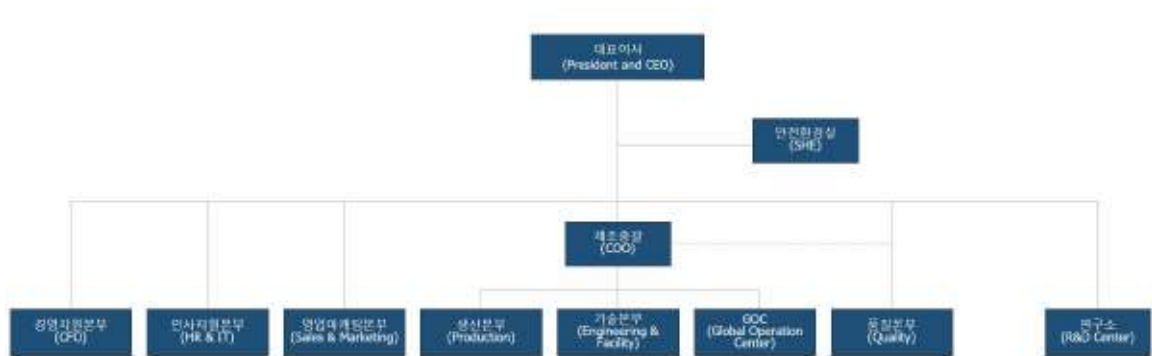 대표이사
(President and CEO)
안전환경실
(SHE)
제조총괄
(COO)
경영지원본부
(CFO)
인사지원본부
(HR & IT)
영업마케팅본부
(Sales & Marketing)
생산본부
(Production)
기술본부
(Engineering &
Facility)
GOC
(Global Operation
Center)
품질본부
(Quality)
연구소
(R&D Center)